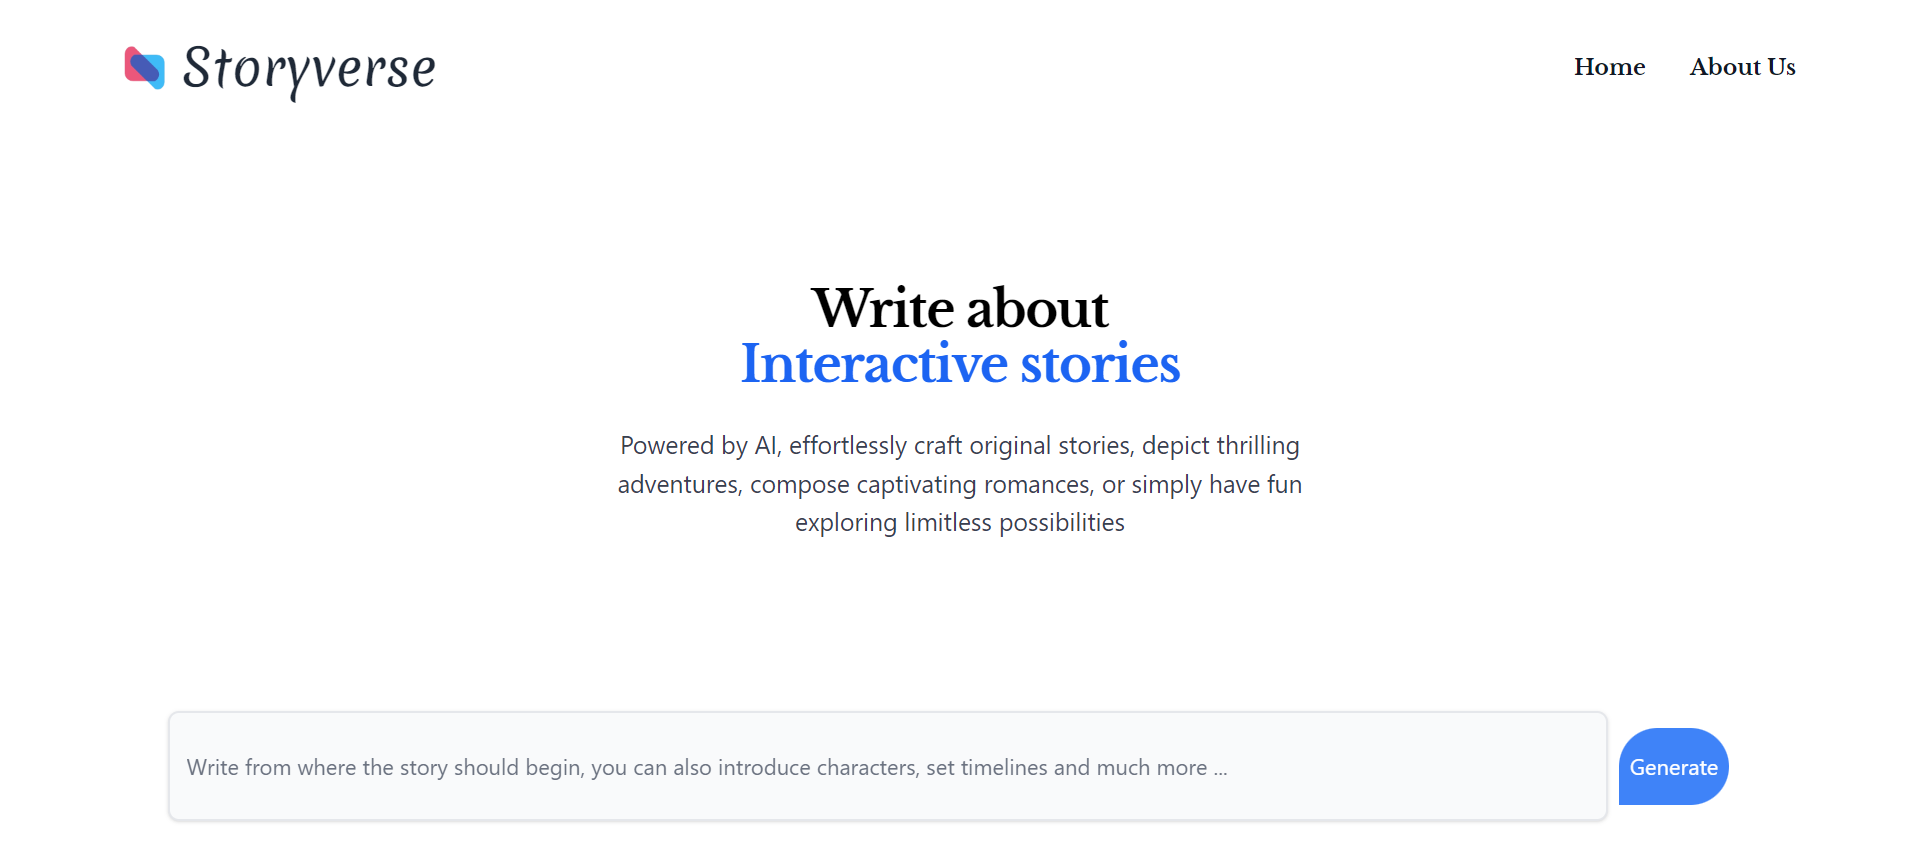 Storyverse
Home
About Us
Write about
Interactive stories
Powered by AI, effortlessly craft original stories, depict thrilling
adventures, compose captivating romances, or simply have fun
exploring limitless possibilities
Write from where the story should begin, you can also introduce characters, set timelines and much more ...
Generate